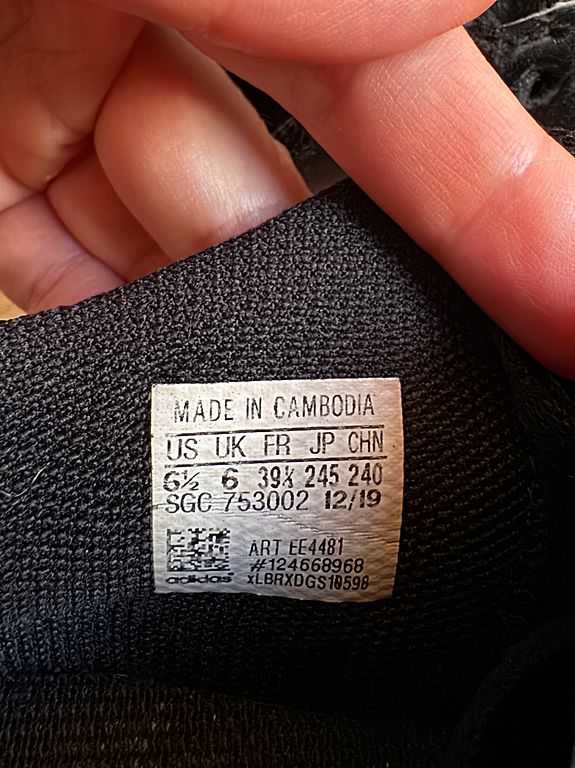 MADE IN CAMBODIA
US UK FR JP CHN
6½ 6 39⅓ 245 240
SGC 753002 12/19
ART EE4481
#124668968
adidas XLBRXDGS10598